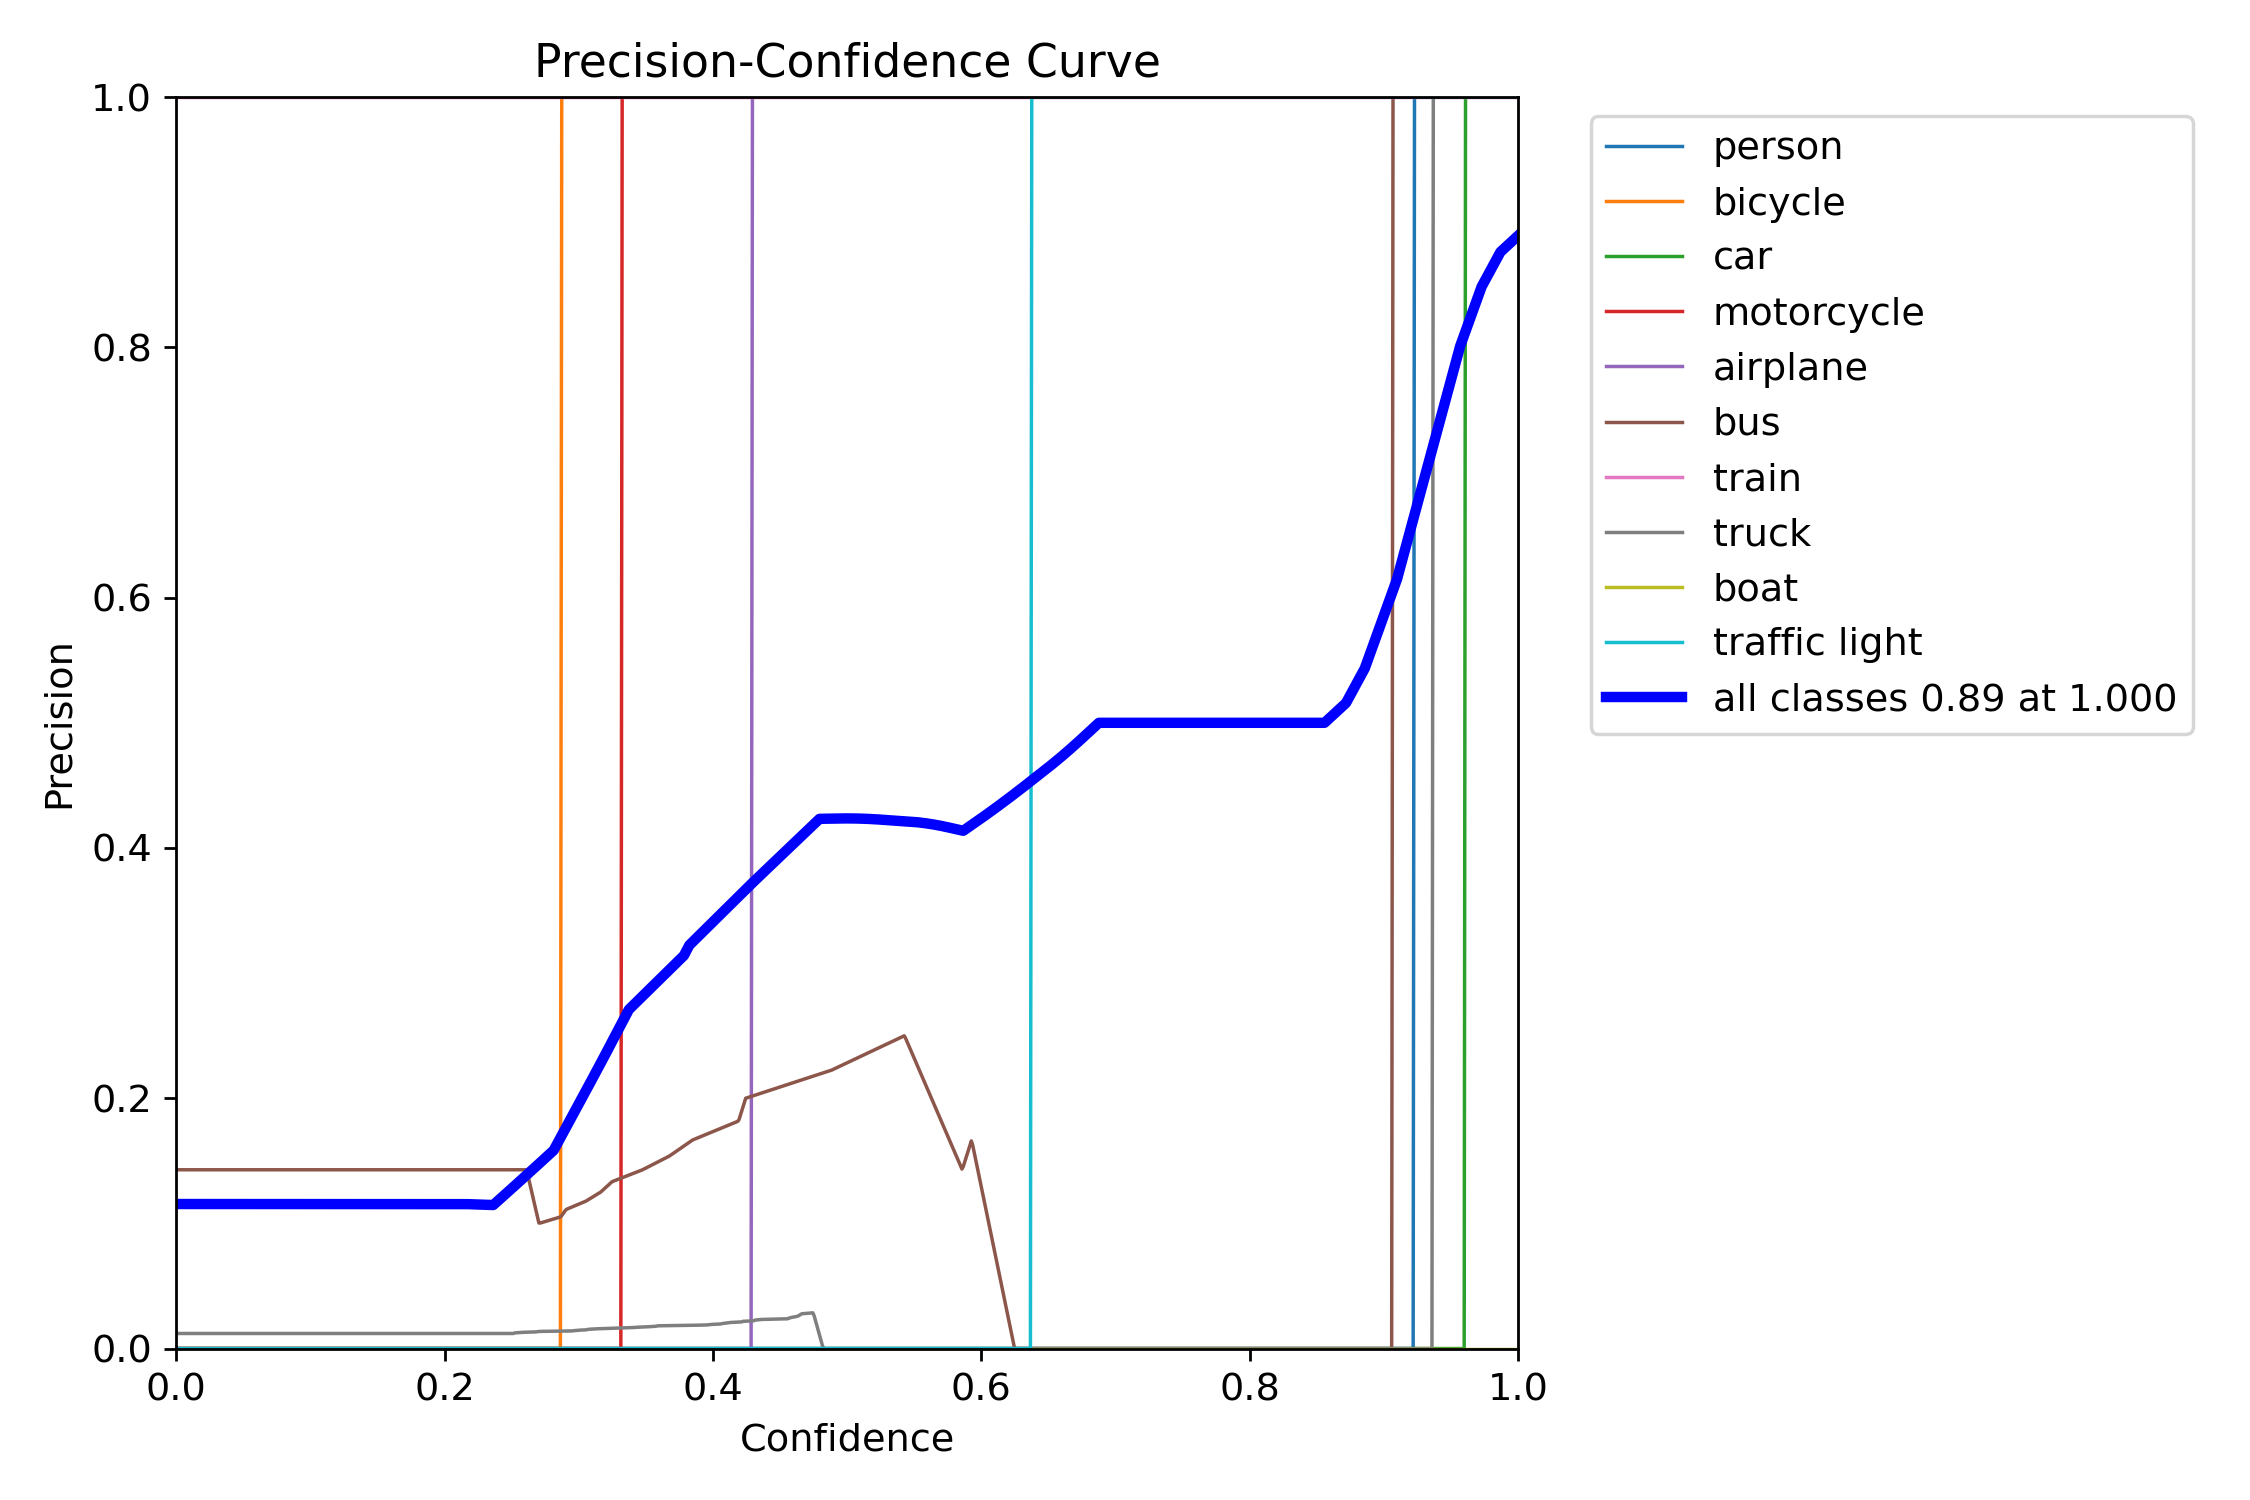 Precision-Confidence Curve
1.0
0.8
0.6
0.4
0.2
0.0
Precision
0.0 0.2 0.4 0.6 0.8 1.0
Confidence
person
bicycle
car
motorcycle
airplane
bus
train
truck
boat
traffic light
all classes 0.89 at 1.000